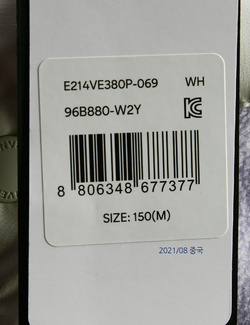 E214VE380P-069 WH
96B880-W2Y
8 806348 677377
SIZE: 150(M)
2021/08 중국